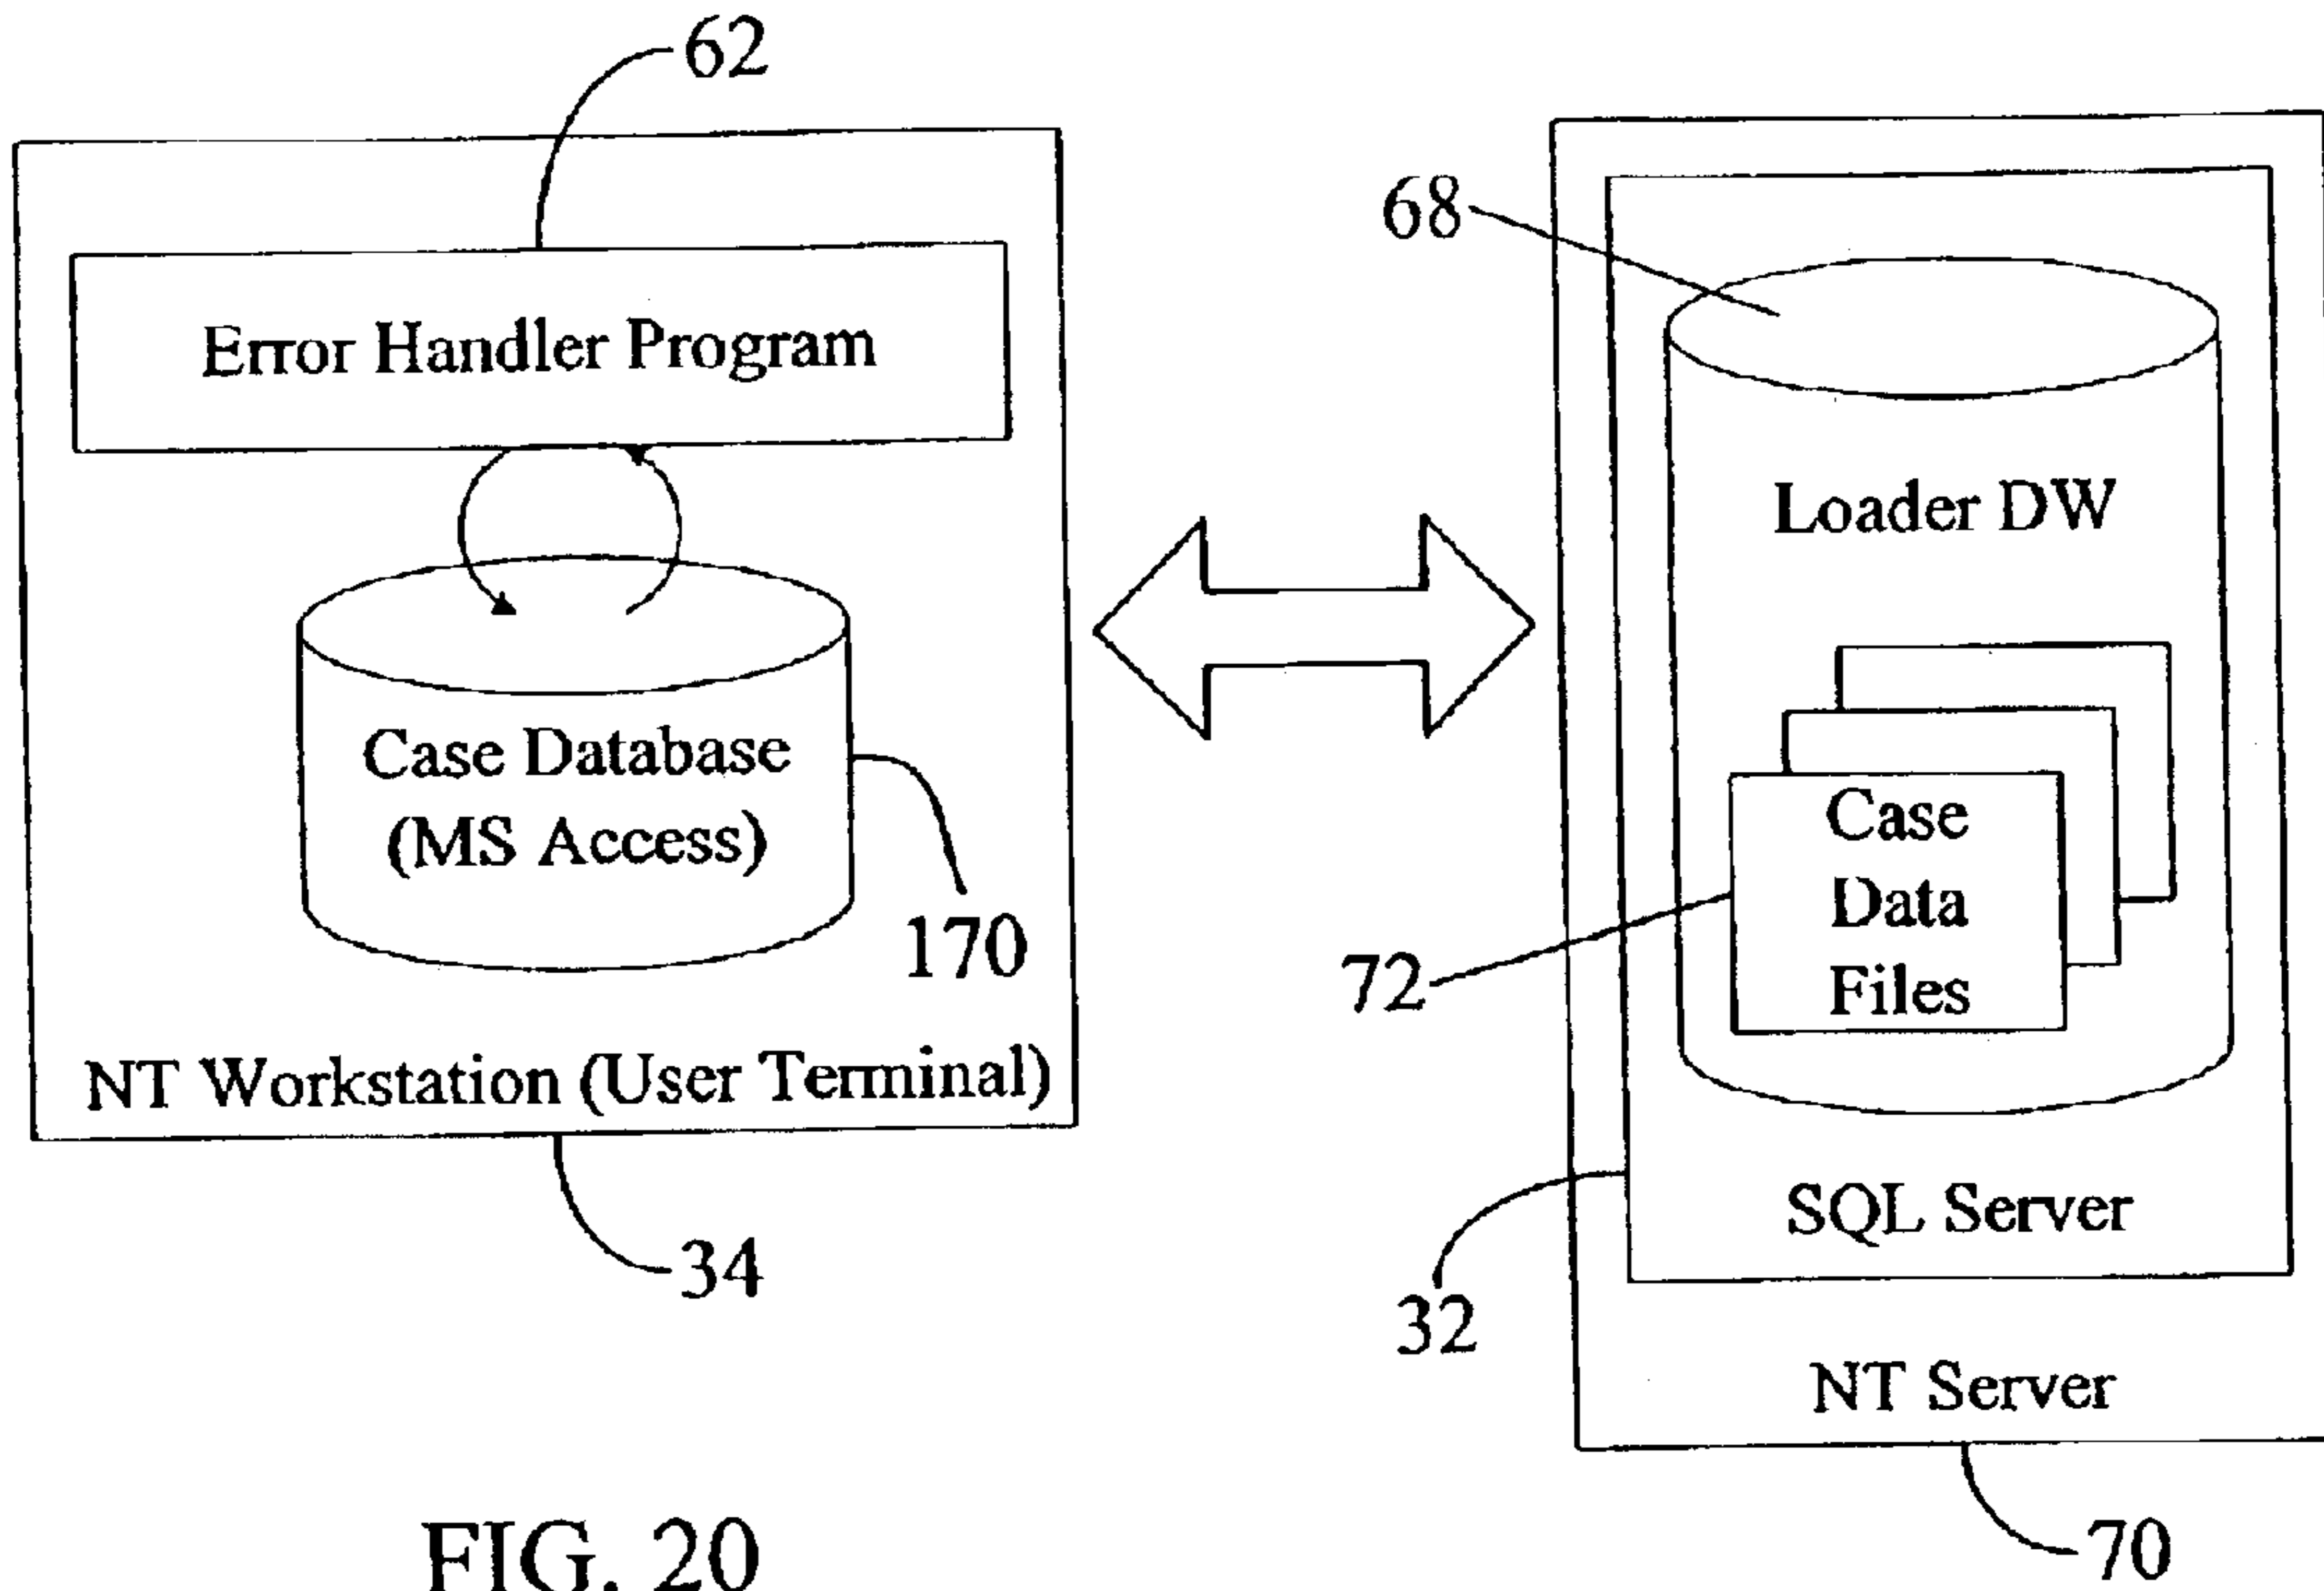 62
Error Handler Program
Case Database
(MS Access)
170
NT Workstation (User Terminal)
34
68
Loader DW
Case
Data
Files
72
SQL Server
32
NT Server
70
FIG. 20